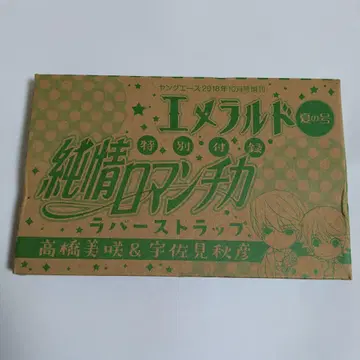 ヤングエース2016年10月号増刊
エメラルド
夏の号
特別付録
純情ロマンチカ
ラバーストラップ
高橋美咲&宇佐見秋彦